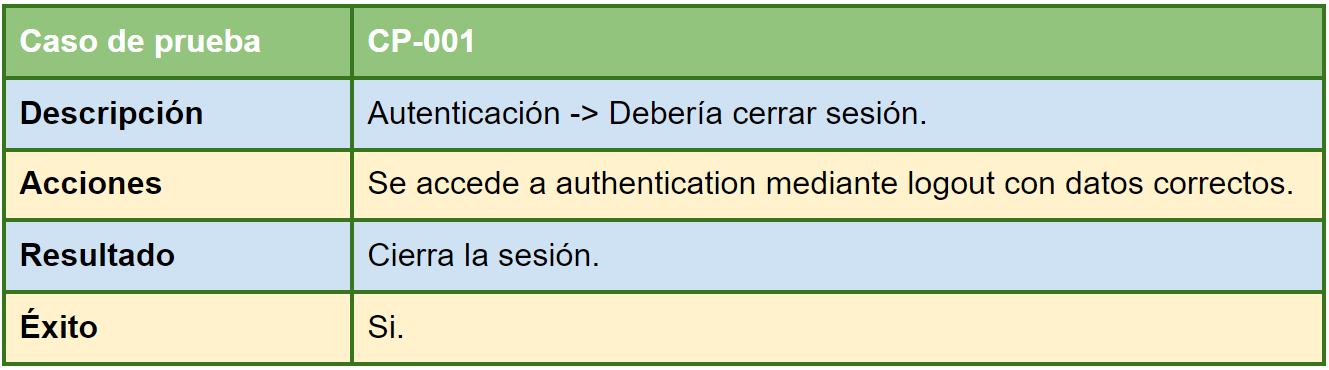 Caso de prueba CP-001
Descripción Autenticación -> Debería cerrar sesión.
Acciones Se accede a authentication mediante logout con datos correctos.
Resultado Cierra la sesión.
Éxito Si.